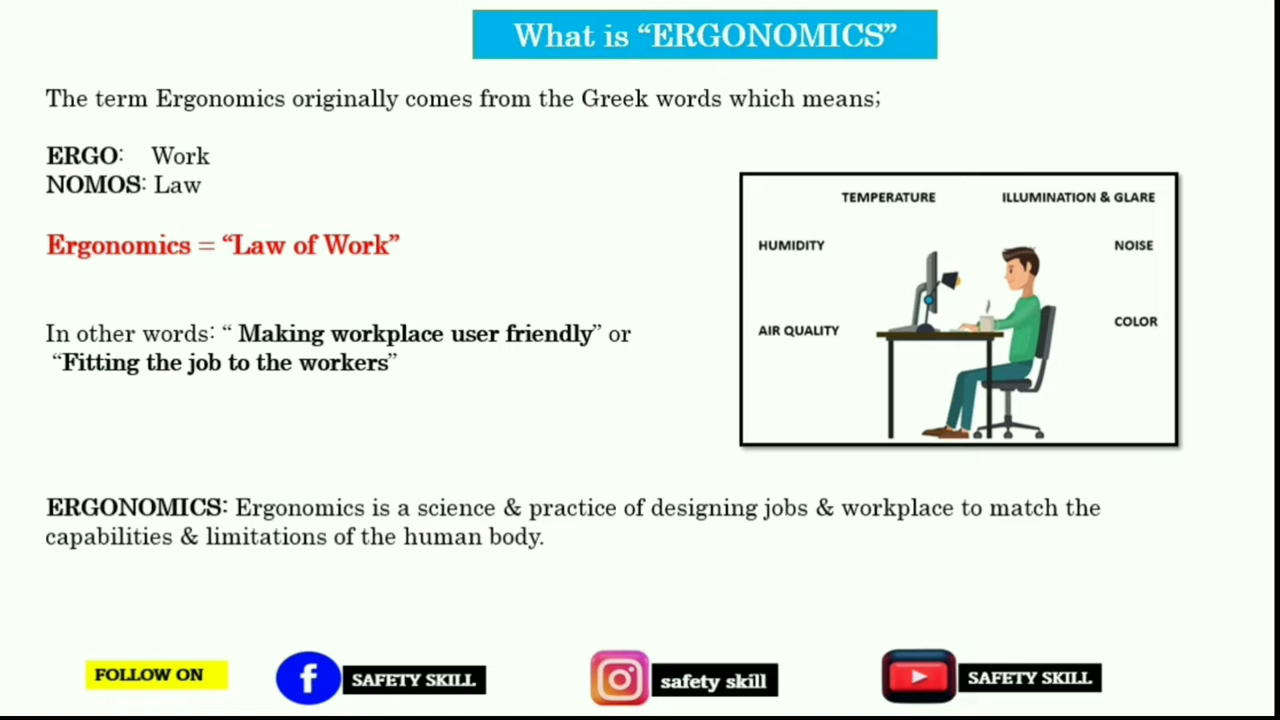 What is “ERGONOMICS”
The term Ergonomics originally comes from the Greek words which means;
ERGO: Work
NOMOS: Law
Ergonomics = “Law of Work”
In other words: “ Making workplace user friendly” or
“Fitting the job to the workers”
TEMPERATURE
ILLUMINATION & GLARE
HUMIDITY
NOISE
AIR QUALITY
COLOR
ERGONOMICS: Ergonomics is a science & practice of designing jobs & workplace to match the
capabilities & limitations of the human body.
FOLLOW ON
f
SAFETY SKILL
safety skill
SAFETY SKILL